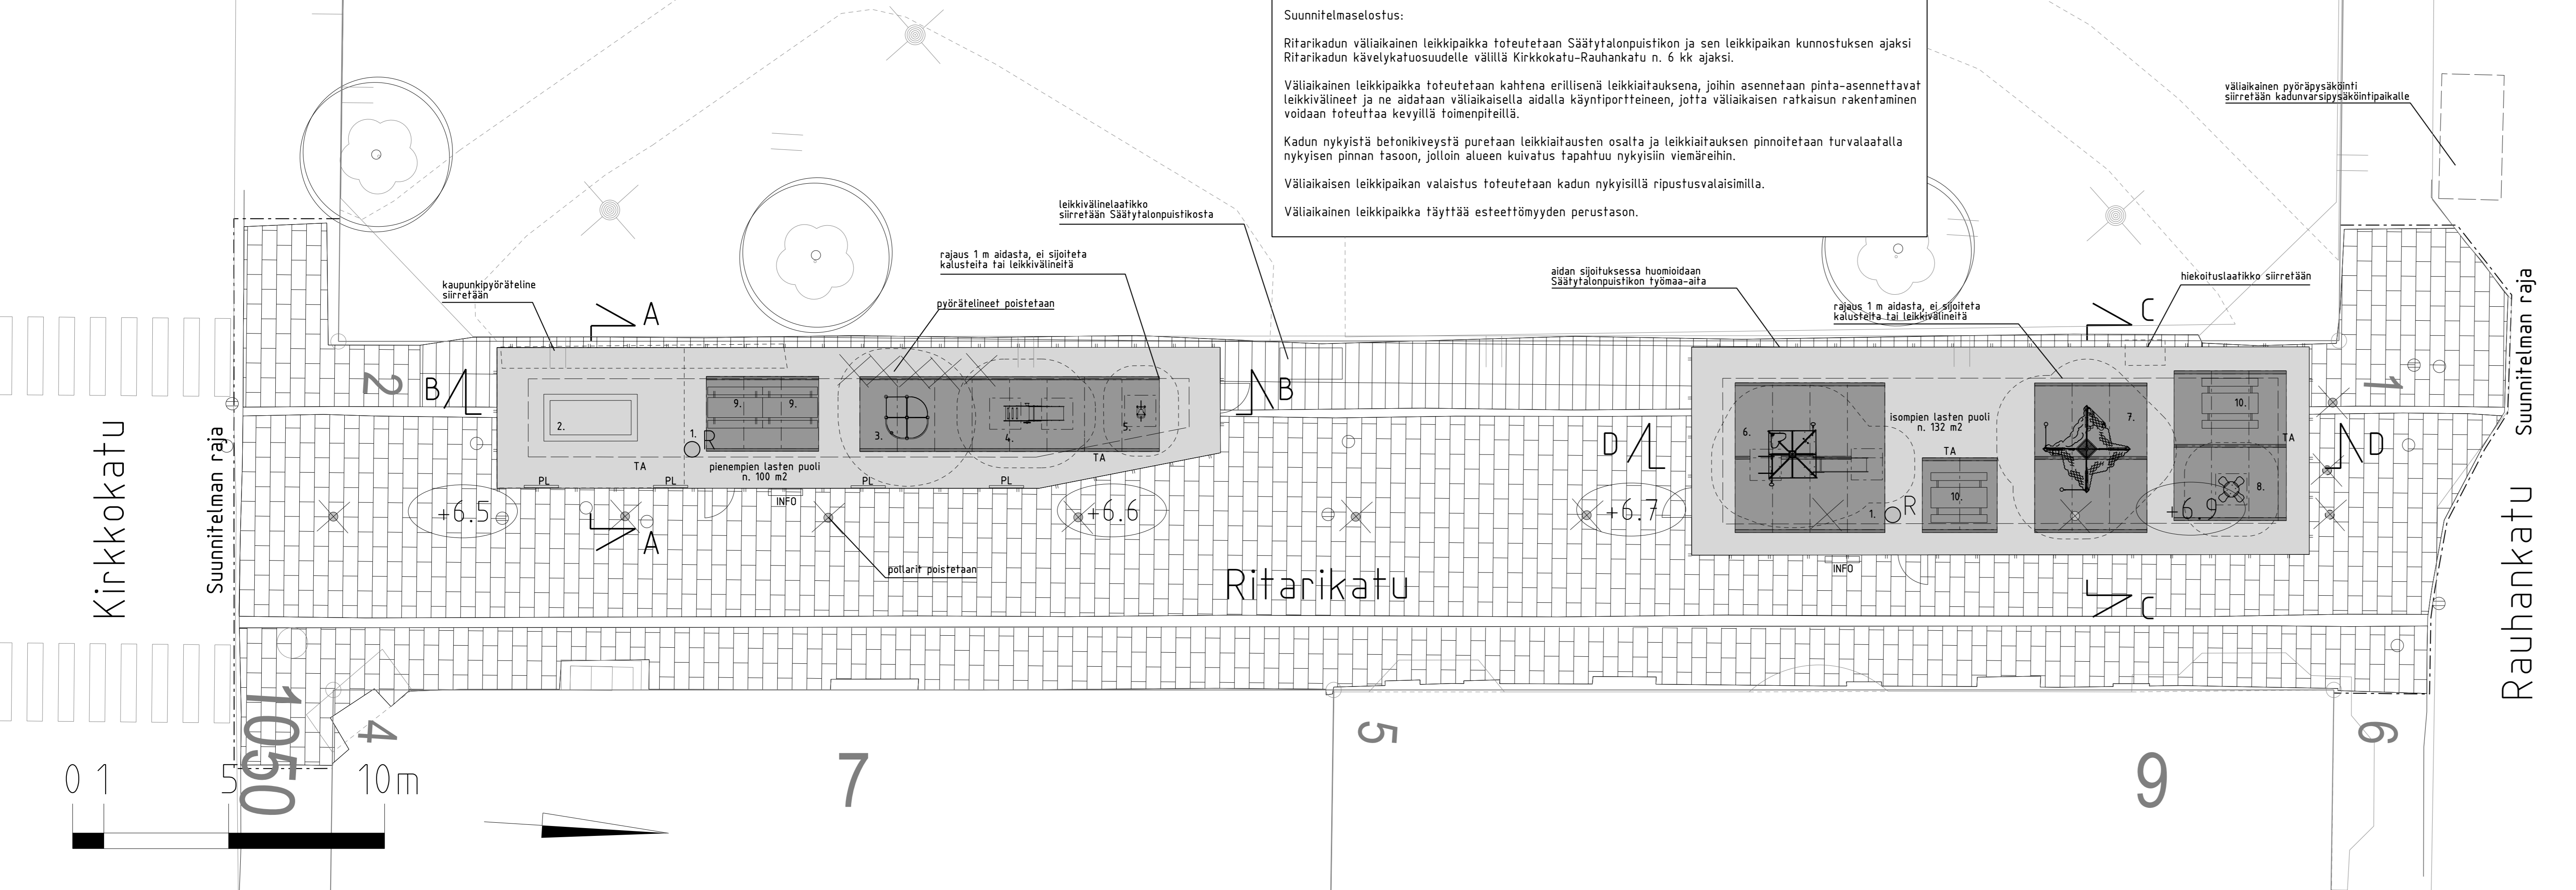 Suunnitelmaselostus:
Ritarikadun väliaikainen leikkipaikka toteutetaan Säätytalonpuistikon ja sen leikkipaikan kunnostuksen ajaksi
Ritarikadun kävelykatuosuudelle välillä Kirkkokatu-Rauhankatu n. 6 kk ajaksi.
Väliaikainen leikkipaikka toteutetaan kahtena erillisenä leikkiaitauksena, joihin asennetaan pinta-asennettavat
leikkivälineet ja ne aidataan väliaikaisella aidalla käyntiportteineen, jotta väliaikaisen ratkaisun rakentaminen
voidaan toteuttaa kevyillä toimenpiteillä.
Kadun nykyistä betonikiveystä puretaan leikkiaitausten osalta ja leikkiaitauksen pinnoitetaan turvalaatalla
nykyisen pinnan tasoon, jolloin alueen kuivatus tapahtuu nykyisiin viemäreihin.
Väliaikaisen leikkipaikan valaistus toteutetaan kadun nykyisillä ripustusvalaisimilla.
Väliaikainen leikkipaikka täyttää esteettömyyden perustason.
väliaikainen pyöräpysäköinti
siirretään kadunvarsipysäköintipaikalle
leikkivälinelaatikko
siirretään Säätytalonpuistikosta
rajaus 1 m aidasta, ei sijoiteta
kalusteita tai leikkivälineitä
pyörätelineet poistetaan
kaupunkipyöräteline
siirretään
aidan sijoituksessa huomioidaan
Säätytalonpuistikon työmaa-aita
rajaus 1 m aidasta, ei sijoiteta
kalusteita tai leikkivälineitä
hiekoituslaatikko siirretään
A
C
2
B
B
1
2.
1.
R
9.
9.
3.
4.
5.
TA
pienempien lasten puoli
n. 100 m2
TA
PL
PL
PL
PL
INFO
D
6.
R
isompien lasten puoli
n. 132 m2
TA
10.
1.
R
7.
10.
TA
8.
D
+6.5
+6.6
+6.7
+6.9
A
pollarit poistetaan
INFO
C
Ritarikatu
Kirkkokatu
Suunnitelman raja
Suunnitelman raja
Rauhankatu
1050
4
5
6
7
9
0 1 5 10m